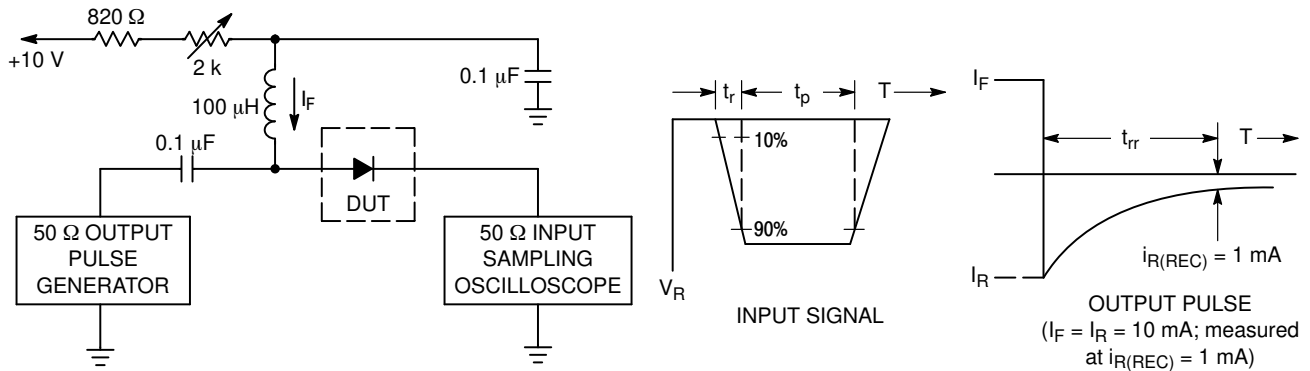 820 Ω
+10 V
2 k
100 μH
I_F
0.1 μF
0.1 μF
DUT
50 Ω OUTPUT
PULSE
GENERATOR
50 Ω INPUT
SAMPLING
OSCILLOSCOPE
t_r
t_p
T
10%
90%
V_R
INPUT SIGNAL
I_F
t_rr
T
i_R(REC) = 1 mA
I_R
OUTPUT PULSE
(I_F = I_R = 10 mA; measured
at i_R(REC) = 1 mA)